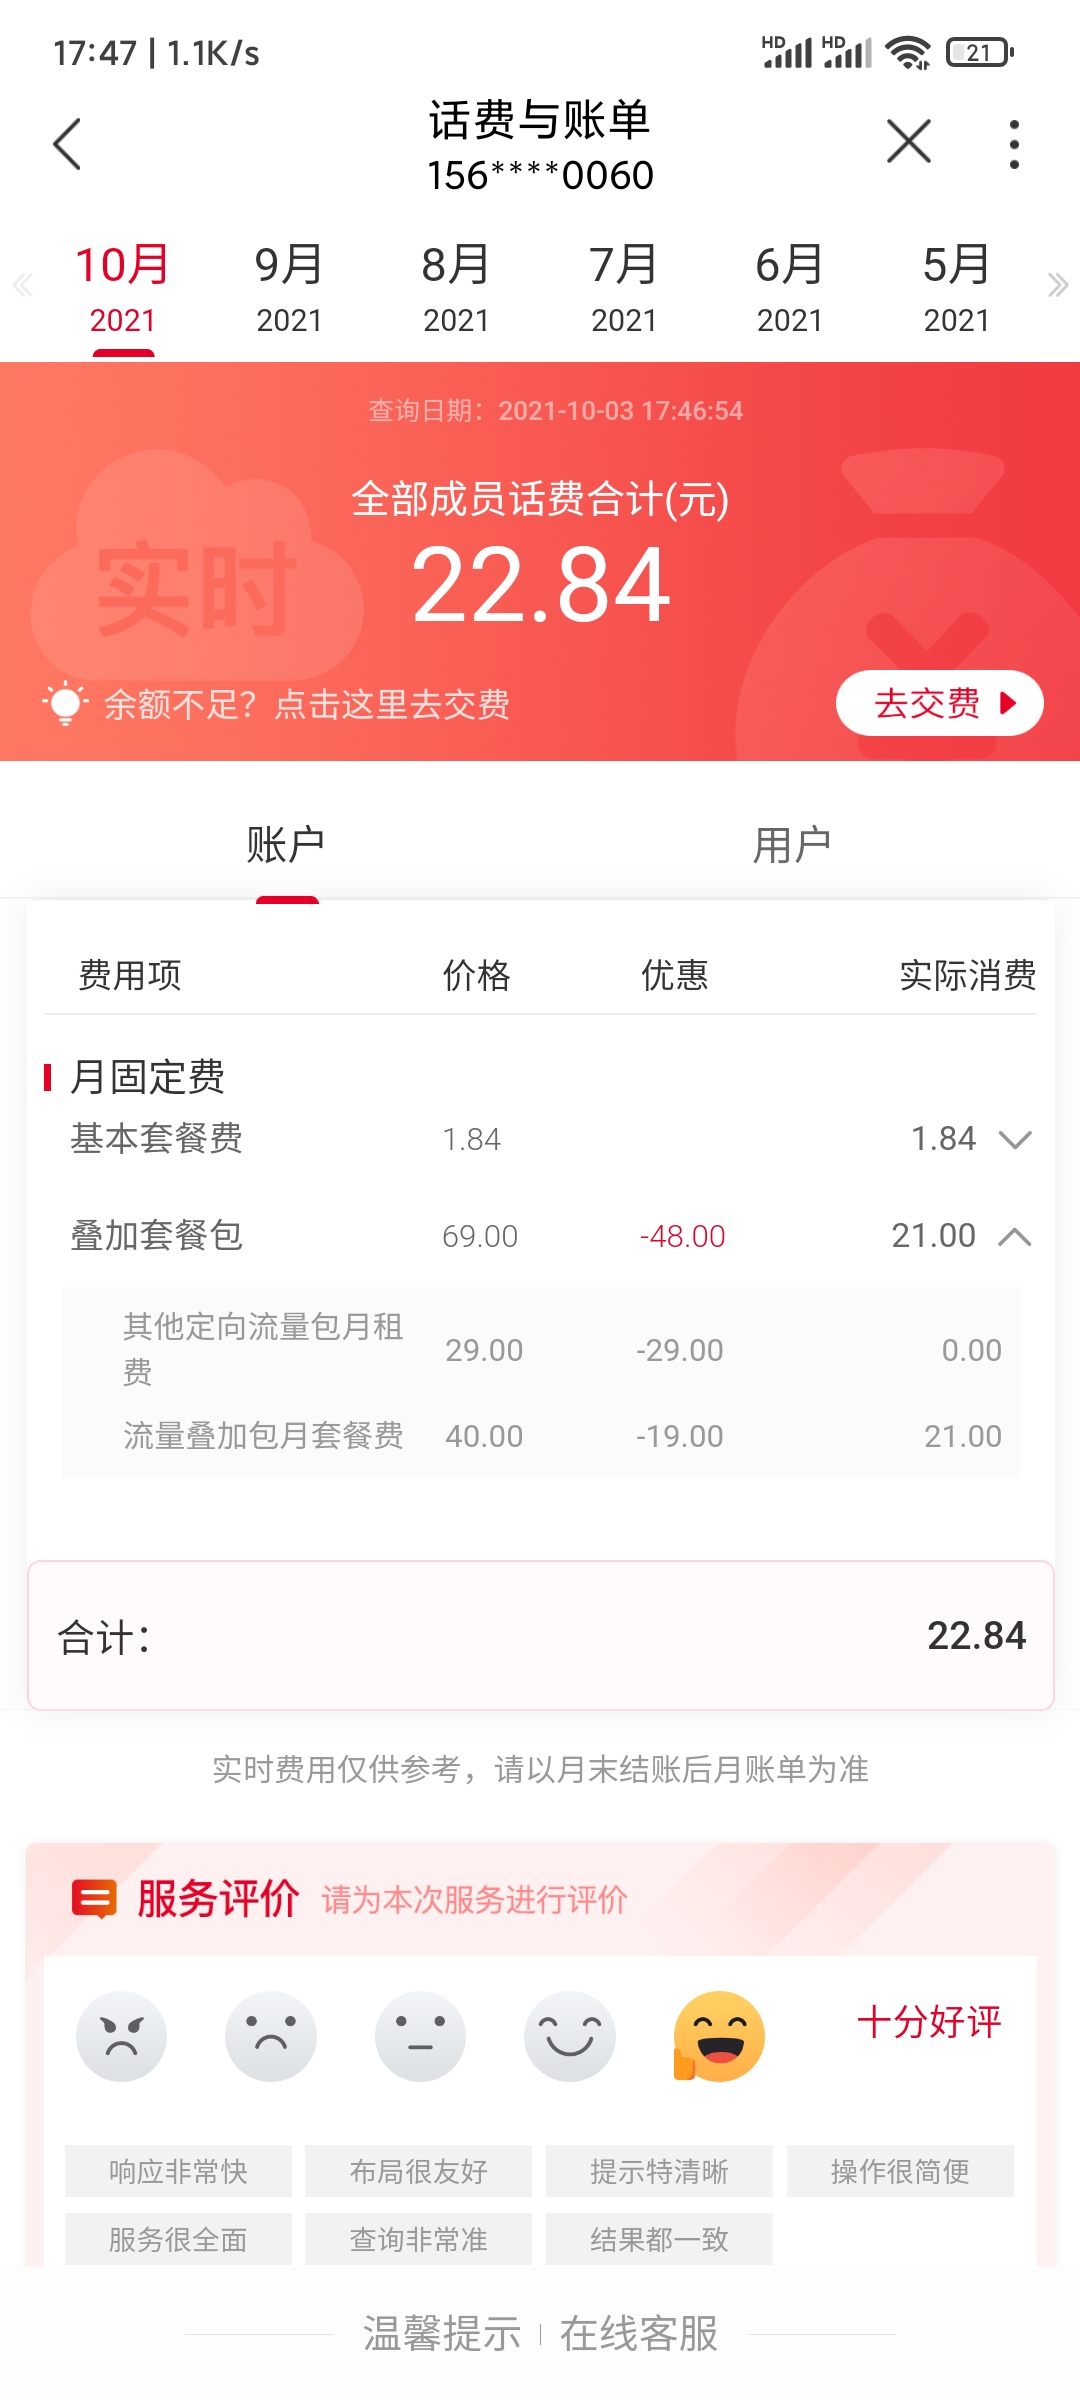 17:47 | 1.1K/s
HD HD 21
话费与账单
156****0060
10月 9月 8月 7月 6月 5月
2021 2021 2021 2021 2021 2021
查询日期：2021-10-03 17:46:54
全部成员话费合计(元)
实时
22.84
余额不足？点击这里去交费
去交费
账户 用户
费用项 价格 优惠 实际消费
月固定费
基本套餐费 1.84 1.84
叠加套餐包 69.00 -48.00 21.00
其他定向流量包月租
费 29.00 -29.00 0.00
流量叠加包月套餐费 40.00 -19.00 21.00
合计： 22.84
实时费用仅供参考，请以月末结账后月账单为准
服务评价 请为本次服务进行评价
十分好评
响应非常快 布局很友好 提示特清晰 操作很简便
服务很全面 查询非常准 结果都一致
温馨提示 | 在线客服